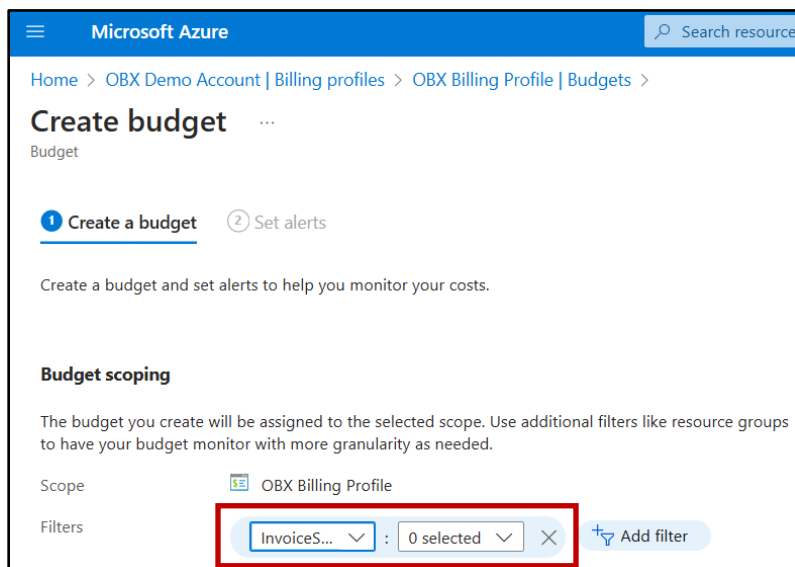 Microsoft Azure
Search resource
Home > OBX Demo Account | Billing profiles > OBX Billing Profile | Budgets >
Create budget ...
Budget
1 Create a budget 2 Set alerts
Create a budget and set alerts to help you monitor your costs.
Budget scoping
The budget you create will be assigned to the selected scope. Use additional filters like resource groups
to have your budget monitor with more granularity as needed.
Scope OBX Billing Profile
Filters InvoiceS... : 0 selected Add filter